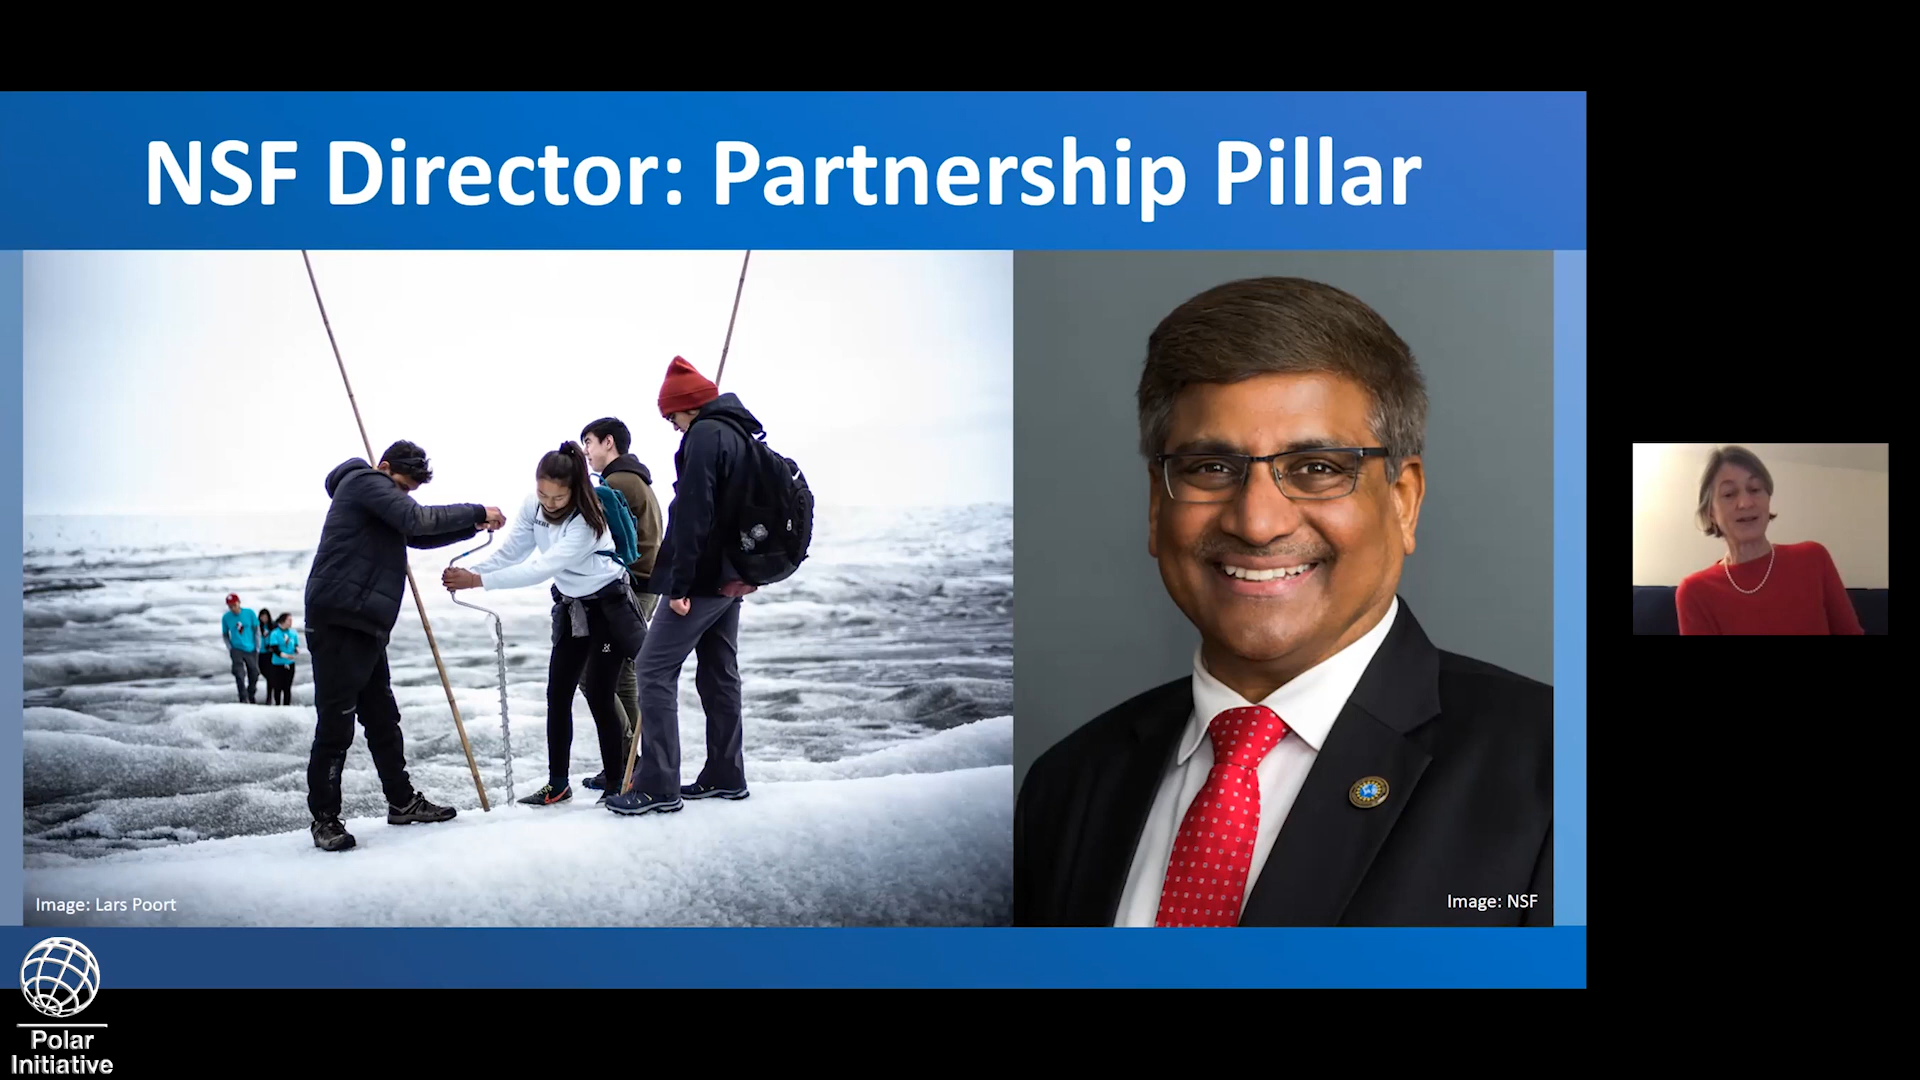 NSF Director: Partnership Pillar
Image: Lars Poort
Image: NSF
Polar
Initiative